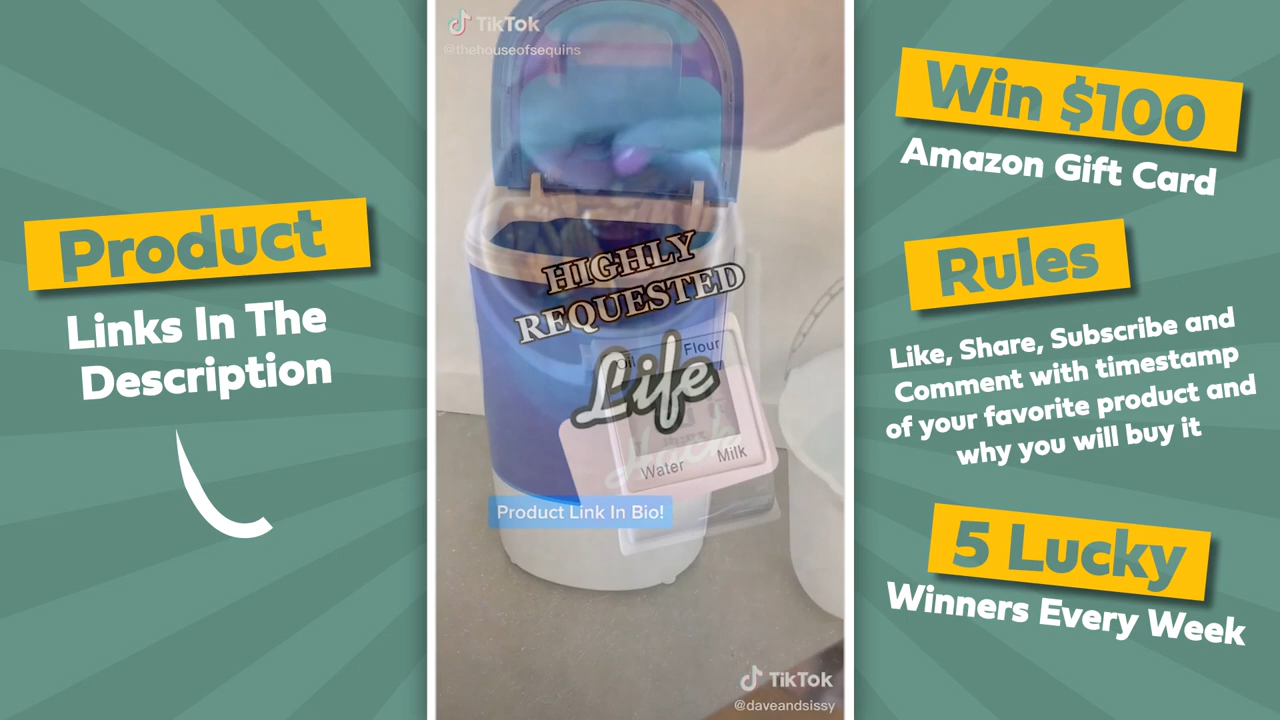 Product
Links In The
Description
TikTok
@thehouseofsequins
HIGHLY
REQUESTED
Life
Hack
Oil
Flour
Water
Milk
Product Link In Bio!
TikTok
@daveandsissy
Win $100
Amazon Gift Card
Rules
Like, Share, Subscribe and
Comment with timestamp
of your favorite product and
why you will buy it
5 Lucky
Winners Every Week